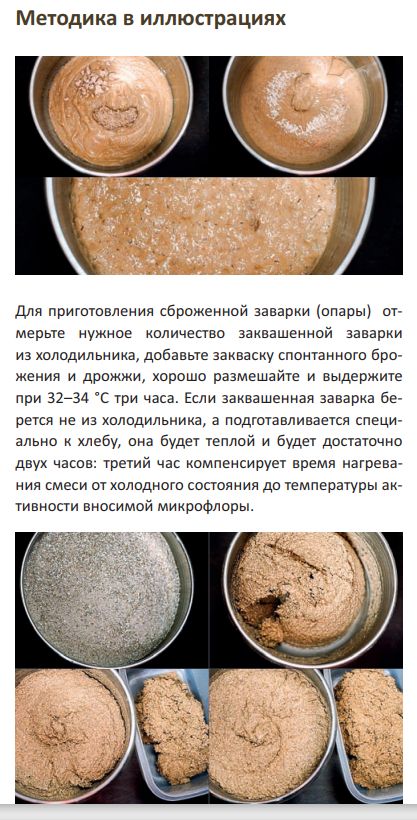 Методика в иллюстрациях
Для приготовления сброженной заварки (опары) от-
мерьте нужное количество заквашенной заварки
из холодильника, добавьте закваску спонтанного бро-
жения и дрожжи, хорошо размешайте и выдержите
при 32–34 °С три часа. Если заквашенная заварка бе-
рется не из холодильника, а подготавливается специ-
ально к хлебу, она будет теплой и будет достаточно
двух часов: третий час компенсирует время нагрева-
ния смеси от холодного состояния до температуры ак-
тивности вносимой микрофлоры.